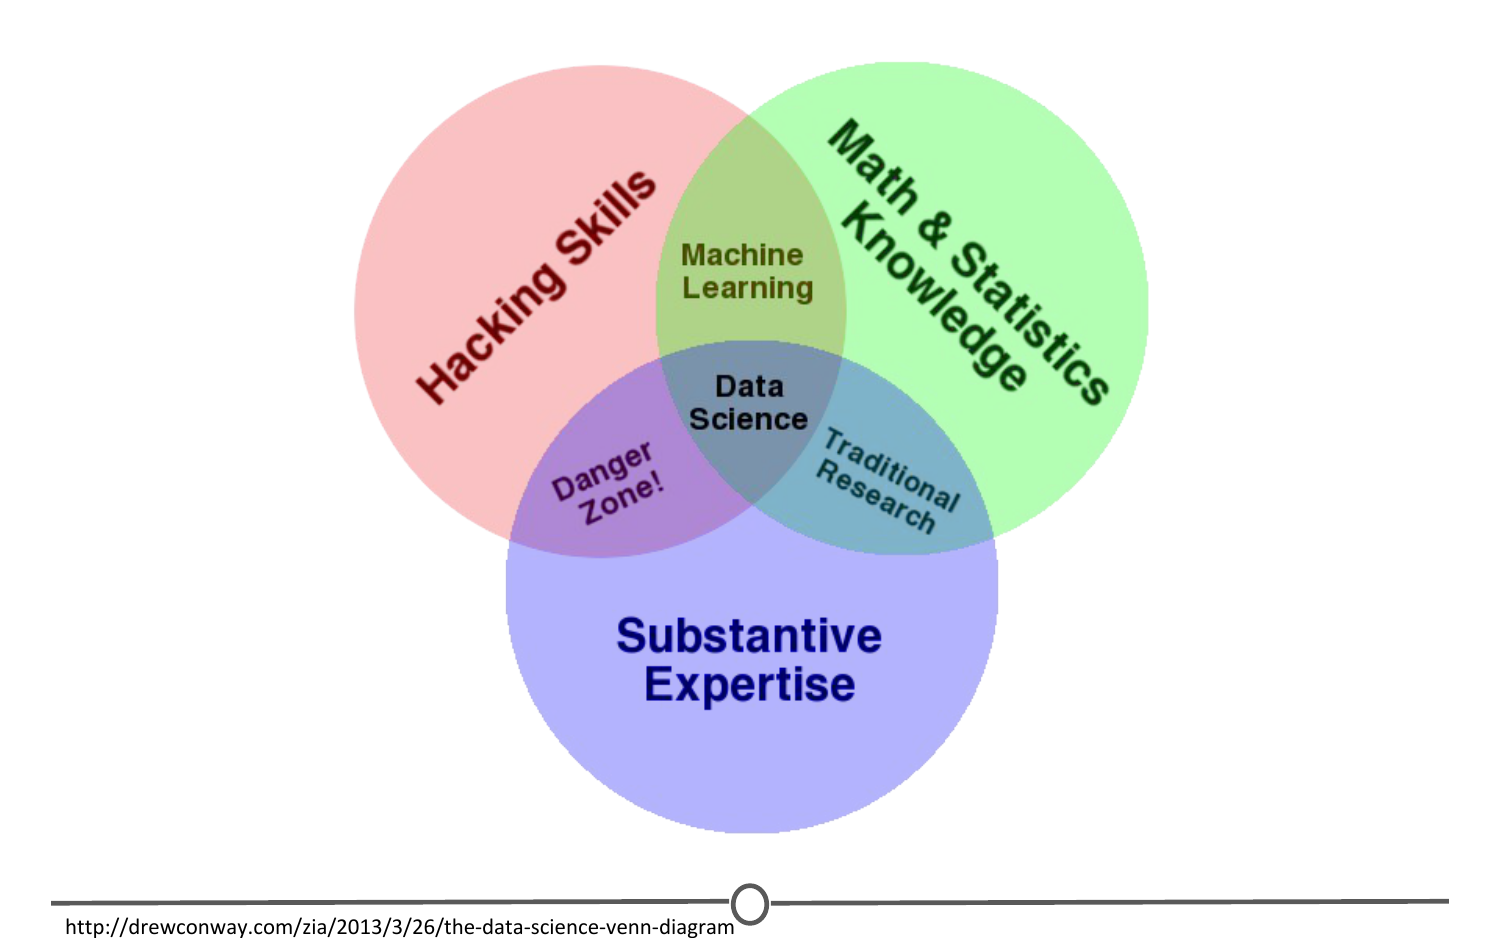 Hacking Skills
Math & Statistics
Knowledge
Machine
Learning
Data
Science
Danger
Zone!
Traditional
Research
Substantive
Expertise
http://drewconway.com/zia/2013/3/26/the-data-science-venn-diagram